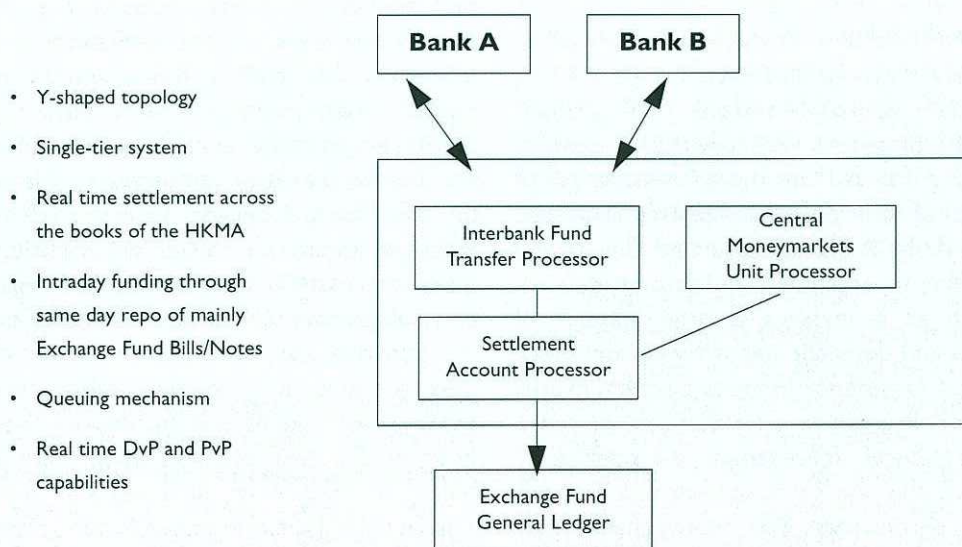 Bank A
Bank B
• Y-shaped topology
• Single-tier system
• Real time settlement across
the books of the HKMA
• Intraday funding through
same day repo of mainly
Exchange Fund Bills/Notes
• Queuing mechanism
• Real time DvP and PvP
capabilities
Interbank Fund
Transfer Processor
Central
Moneymarkets
Unit Processor
Settlement
Account Processor
Exchange Fund
General Ledger